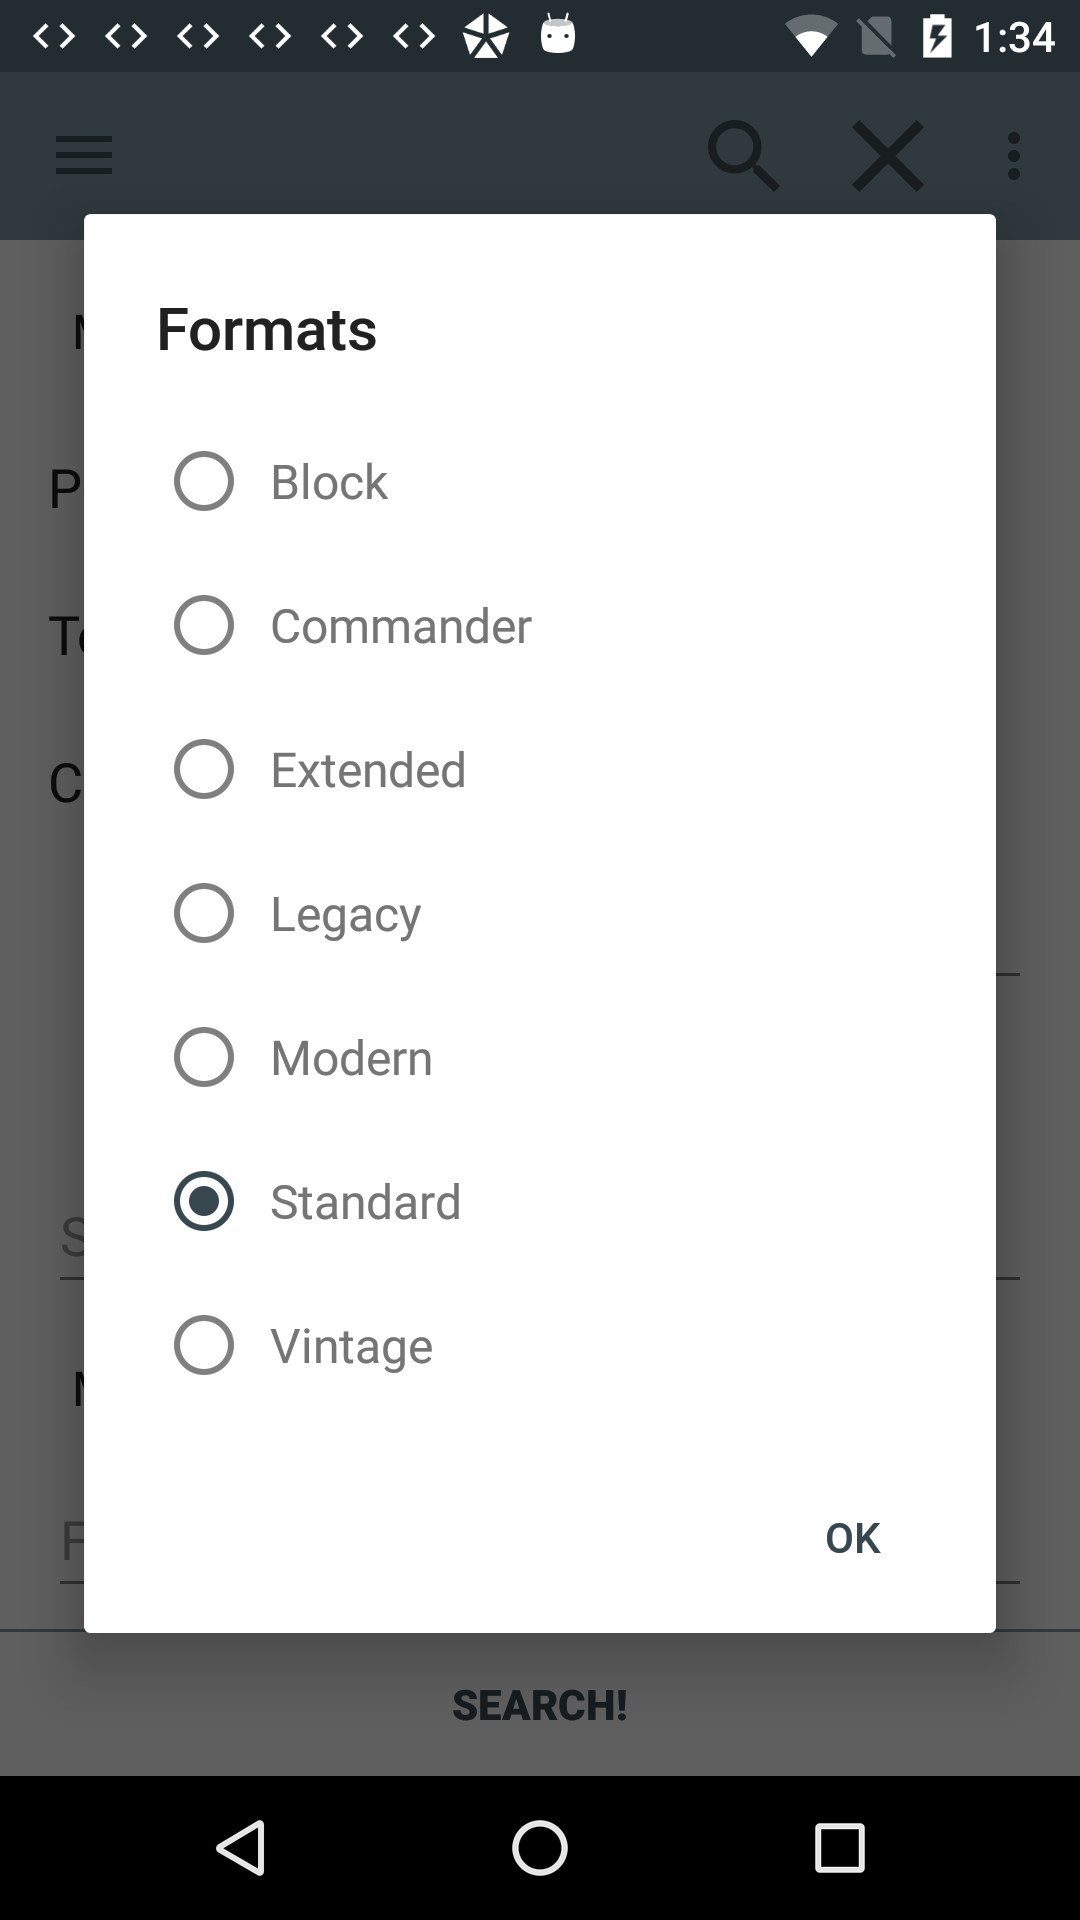 1:34
Formats
Block
Commander
Extended
Legacy
Modern
Standard
Vintage
OK
SEARCH!